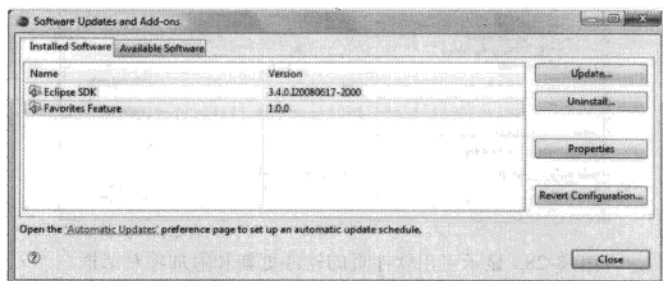 Software Updates and Add-ons
Installed Software Available Software
Name Version
Eclipse SDK 3.4.0.I20080617-2000
Favorites Feature 1.0.0
Update...
Uninstall...
Properties
Revert Configuration...
Open the 'Automatic Updates' preference page to set up an automatic update schedule.
Close